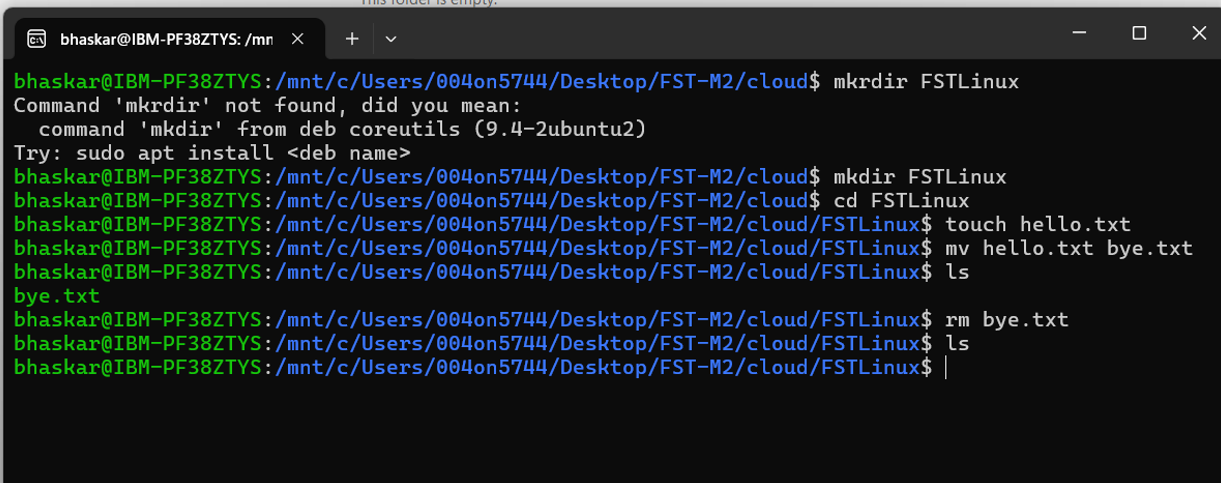 This folder is empty.
bhaskar@IBM-PF38ZTYS: /mn
bhaskar@IBM-PF38ZTYS:/mnt/c/Users/004on5744/Desktop/FST-M2/cloud$ mkrdir FSTLinux
Command 'mkrdir' not found, did you mean:
  command 'mkdir' from deb coreutils (9.4-2ubuntu2)
Try: sudo apt install <deb name>
bhaskar@IBM-PF38ZTYS:/mnt/c/Users/004on5744/Desktop/FST-M2/cloud$ mkdir FSTLinux
bhaskar@IBM-PF38ZTYS:/mnt/c/Users/004on5744/Desktop/FST-M2/cloud$ cd FSTLinux
bhaskar@IBM-PF38ZTYS:/mnt/c/Users/004on5744/Desktop/FST-M2/cloud/FSTLinux$ touch hello.txt
bhaskar@IBM-PF38ZTYS:/mnt/c/Users/004on5744/Desktop/FST-M2/cloud/FSTLinux$ mv hello.txt bye.txt
bhaskar@IBM-PF38ZTYS:/mnt/c/Users/004on5744/Desktop/FST-M2/cloud/FSTLinux$ ls
bye.txt
bhaskar@IBM-PF38ZTYS:/mnt/c/Users/004on5744/Desktop/FST-M2/cloud/FSTLinux$ rm bye.txt
bhaskar@IBM-PF38ZTYS:/mnt/c/Users/004on5744/Desktop/FST-M2/cloud/FSTLinux$ ls
bhaskar@IBM-PF38ZTYS:/mnt/c/Users/004on5744/Desktop/FST-M2/cloud/FSTLinux$